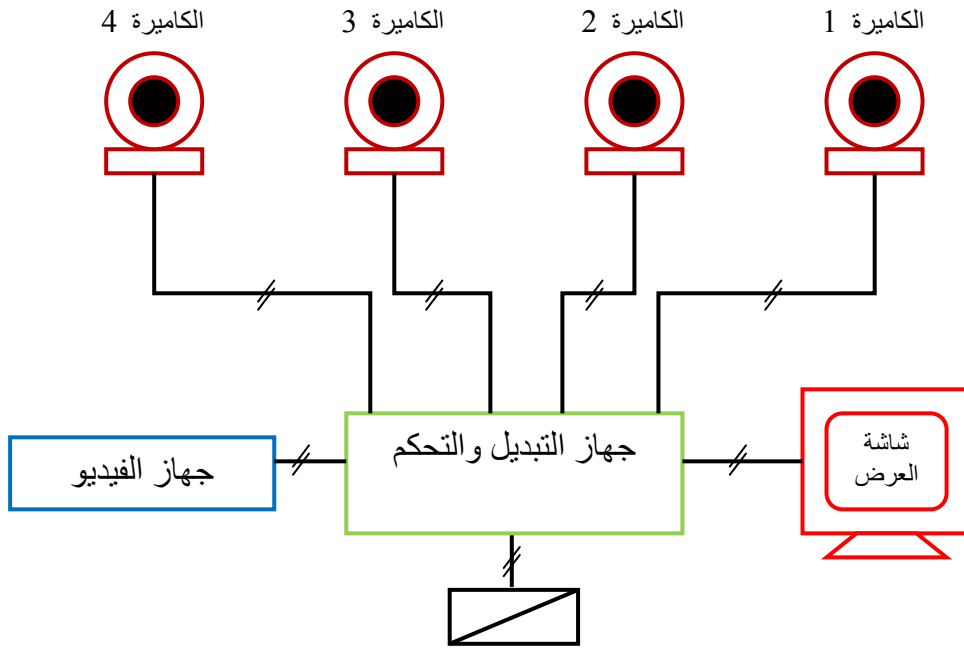 الكاميرة 1
الكاميرة 2
الكاميرة 3
الكاميرة 4
شاشة
العرض
جهاز التبديل والتحكم
جهاز الفيديو